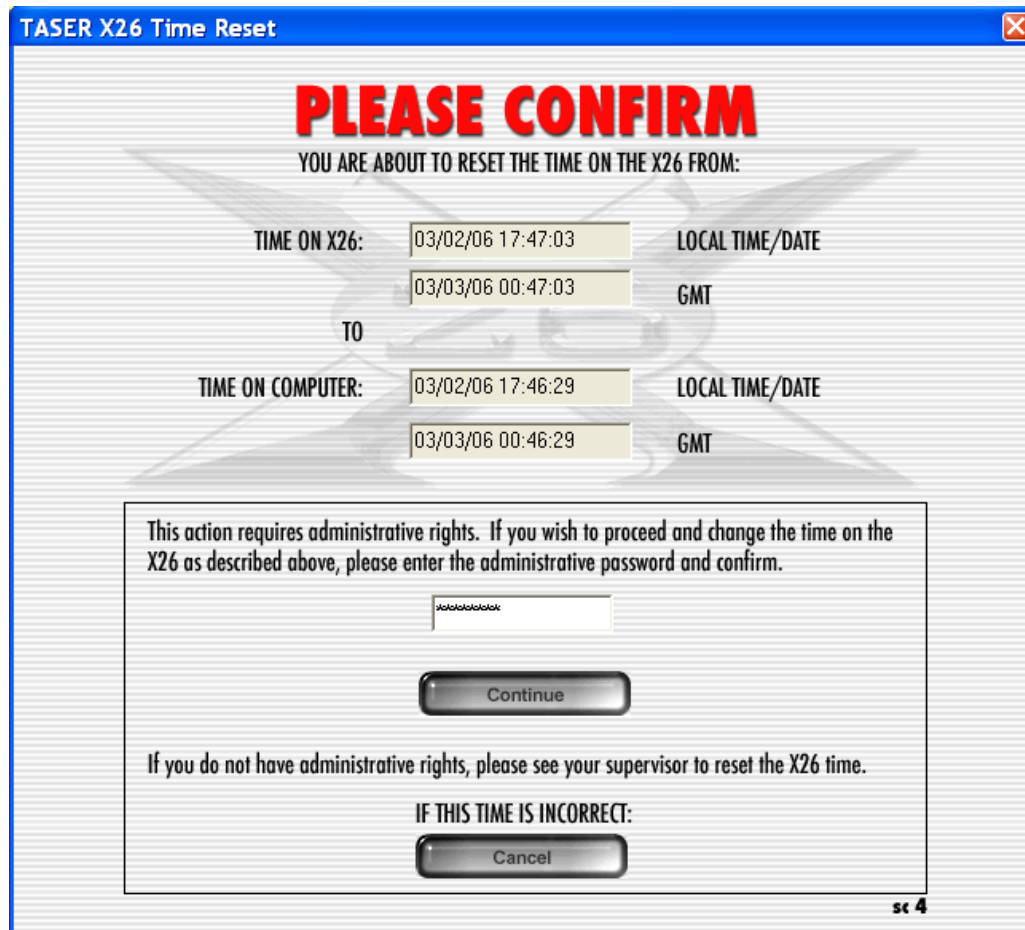 TASER X26 Time Reset
PLEASE CONFIRM
YOU ARE ABOUT TO RESET THE TIME ON THE X26 FROM:
TIME ON X26: 03/02/06 17:47:03 LOCAL TIME/DATE
03/03/06 00:47:03 GMT
TO
TIME ON COMPUTER: 03/02/06 17:46:29 LOCAL TIME/DATE
03/03/06 00:46:29 GMT
This action requires administrative rights. If you wish to proceed and change the time on the
X26 as described above, please enter the administrative password and confirm.
**********
Continue
If you do not have administrative rights, please see your supervisor to reset the X26 time.
IF THIS TIME IS INCORRECT:
Cancel
sc 4